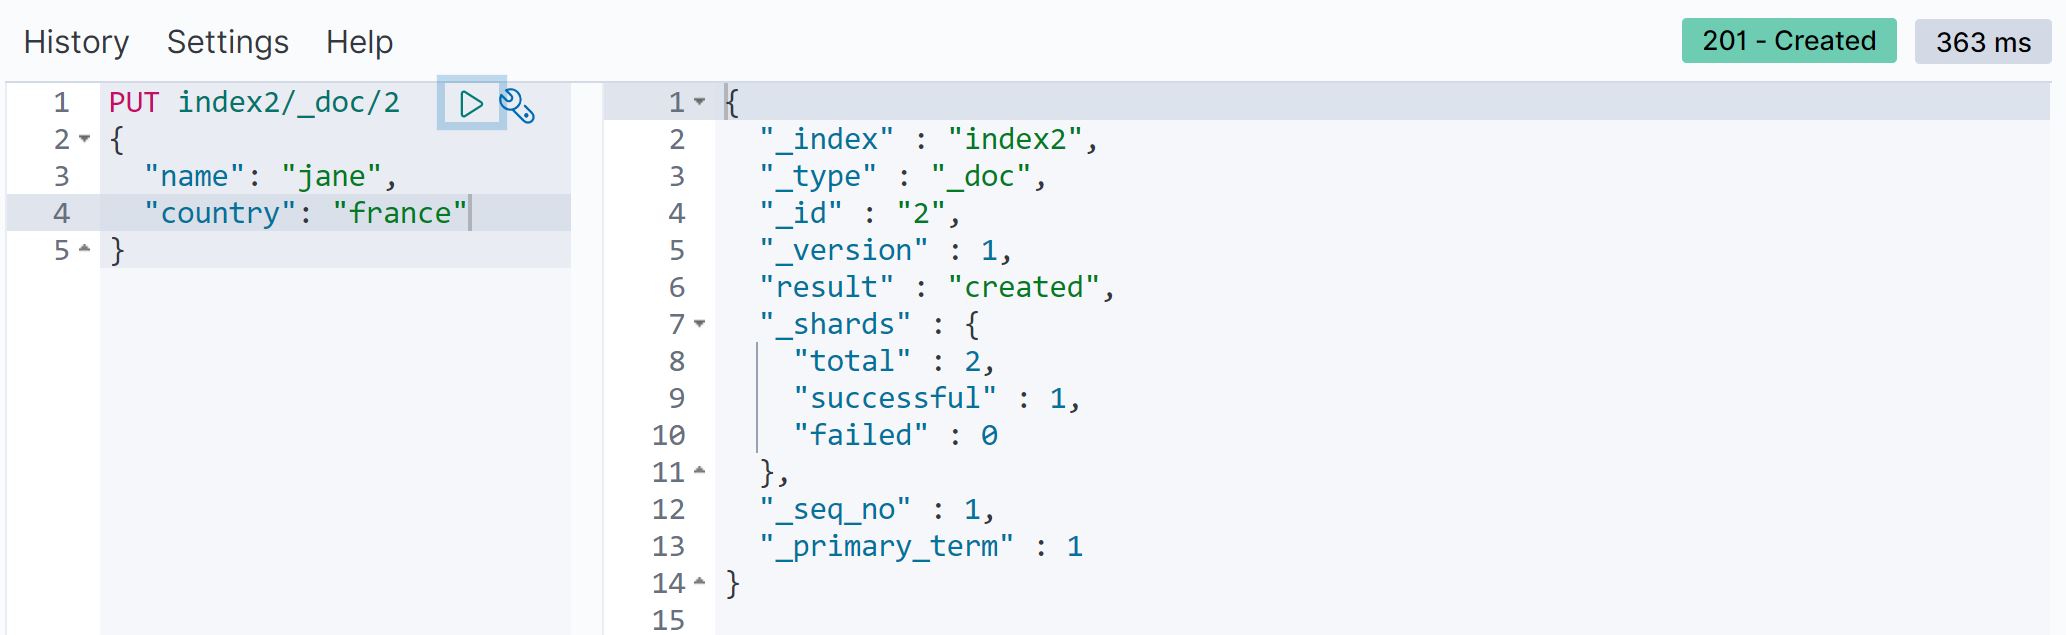 History Settings Help 201 - Created 363 ms
1 PUT index2/_doc/2
2 {
3 "name": "jane",
4 "country": "france"
5 }
1 {
2 "_index" : "index2",
3 "_type" : "_doc",
4 "_id" : "2",
5 "_version" : 1,
6 "result" : "created",
7 "_shards" : {
8 "total" : 2,
9 "successful" : 1,
10 "failed" : 0
11 },
12 "_seq_no" : 1,
13 "_primary_term" : 1
14 }
15